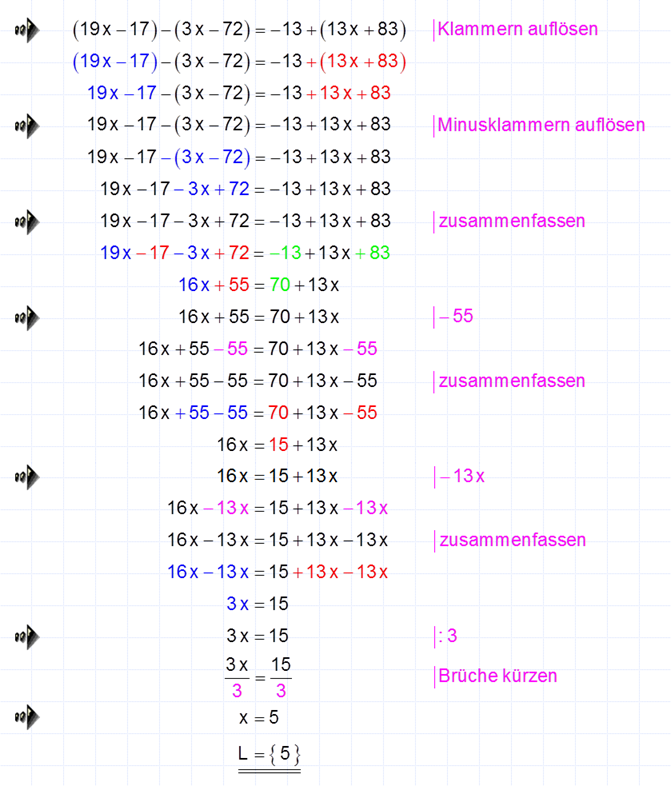 (19x−17)−(3x−72)=−13+(13x+83) |Klammern auflösen
(19x−17)−(3x−72)=−13+(13x+83)
19x−17−(3x−72)=−13+13x+83
19x−17−(3x−72)=−13+13x+83 |Minusklammern auflösen
19x−17−(3x−72)=−13+13x+83
19x−17−3x+72=−13+13x+83
19x−17−3x+72=−13+13x+83 |zusammenfassen
19x−17−3x+72=−13+13x+83
16x+55=70+13x
16x+55=70+13x |−55
16x+55−55=70+13x−55
16x+55−55=70+13x−55 |zusammenfassen
16x+55−55=70+13x−55
16x=15+13x
16x=15+13x |−13x
16x−13x=15+13x−13x
16x−13x=15+13x−13x |zusammenfassen
16x−13x=15+13x−13x
3x=15
3x=15 |:3
3x/3=15/3 |Brüche kürzen
x=5
L={5}